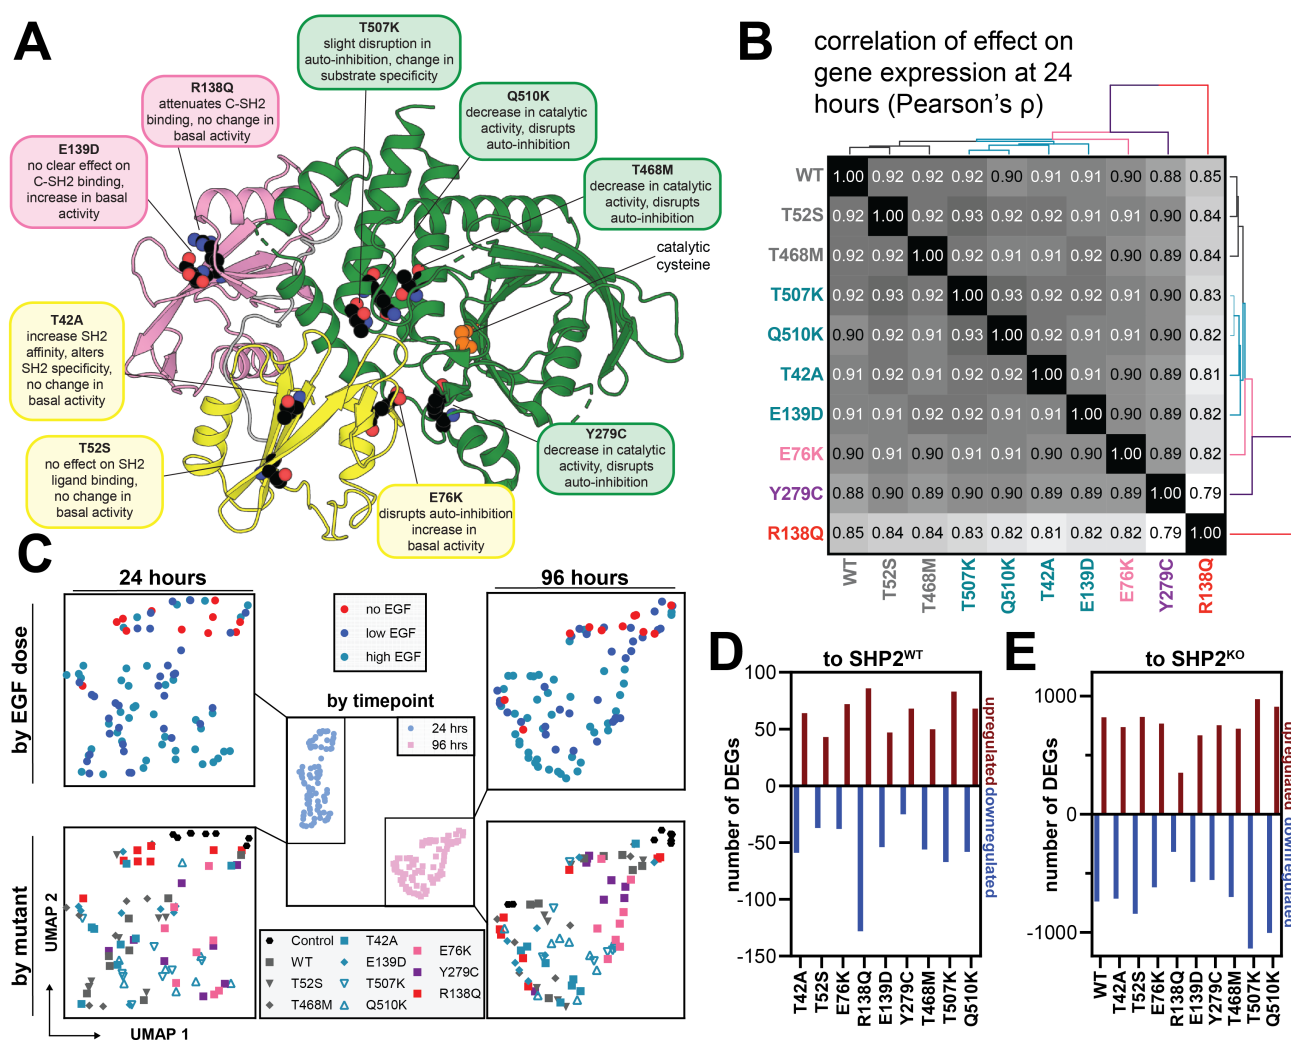 A
T507K
slight disruption in
auto-inhibition, change in
substrate specificity
R138Q
attenuates C-SH2
binding, no change in
basal activity
Q510K
decrease in catalytic
activity, disrupts
auto-inhibition
E139D
no clear effect on
C-SH2 binding,
increase in basal
activity
T468M
decrease in catalytic
activity, disrupts
auto-inhibition
catalytic
cysteine
T42A
increase SH2
affinity, alters
SH2 specificity,
no change in
basal activity
T52S
no effect on SH2
ligand binding,
no change in
basal activity
E76K
disrupts auto-inhibition
increase in
basal activity
Y279C
decrease in catalytic
activity, disrupts
auto-inhibition
B
correlation of effect on
gene expression at 24
hours (Pearson's ρ)
WT 1.00 0.92 0.92 0.92 0.90 0.91 0.91 0.90 0.88 0.85
T52S 0.92 1.00 0.92 0.93 0.92 0.92 0.91 0.91 0.90 0.84
T468M 0.92 0.92 1.00 0.92 0.91 0.91 0.92 0.90 0.89 0.84
T507K 0.92 0.93 0.92 1.00 0.93 0.92 0.92 0.91 0.90 0.83
Q510K 0.90 0.92 0.91 0.93 1.00 0.92 0.91 0.91 0.90 0.82
T42A 0.91 0.92 0.91 0.92 0.92 1.00 0.91 0.90 0.89 0.81
E139D 0.91 0.91 0.92 0.92 0.91 0.91 1.00 0.90 0.89 0.82
E76K 0.90 0.91 0.90 0.91 0.91 0.90 0.90 1.00 0.89 0.82
Y279C 0.88 0.90 0.89 0.90 0.90 0.89 0.89 0.89 1.00 0.79
R138Q 0.85 0.84 0.84 0.83 0.82 0.81 0.82 0.82 0.79 1.00
WT T52S T468M T507K Q510K T42A E139D E76K Y279C R138Q
C
24 hours
96 hours
by EGF dose
no EGF
low EGF
high EGF
by timepoint
24 hrs
96 hrs
by mutant
UMAP 2
UMAP 1
Control
WT
T52S
T468M
T42A
E139D
T507K
Q510K
E76K
Y279C
R138Q
D
to SHP2WT
number of DEGs
100
50
0
-50
-100
-150
upregulated
downregulated
T42A T52S E76K R138Q E139D Y279C T468M T507K Q510K
E
to SHP2KO
number of DEGs
1000
0
-1000
upregulated
downregulated
WT T42A T52S E76K R138Q E139D Y279C T468M T507K Q510K